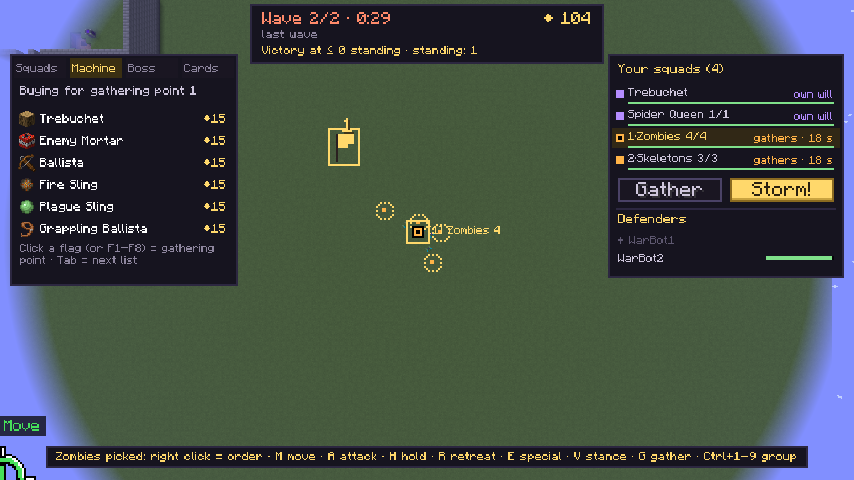 Wave 2/2 · 0:29
104
last wave
Victory at ≤ 0 standing · standing: 1
Squads
Machine
Boss
Cards
Buying for gathering point 1
Trebuchet 15
Enemy Mortar 15
Ballista 15
Fire Sling 15
Plague Sling 15
Grappling Ballista 15
Click a flag (or F1-F8) = gathering
point · Tab = next list
1
Zombies 4
Your squads (4)
Trebuchet own will
Spider Queen 1/1 own will
1·Zombies 4/4 gathers · 18 s
2·Skeletons 3/3 gathers · 18 s
Gather
Storm!
Defenders
WarBot1
WarBot2
Move
Zombies picked: right click = order · M move · A attack · H hold · R retreat · E special · V stance · G gather · Ctrl+1-9 group